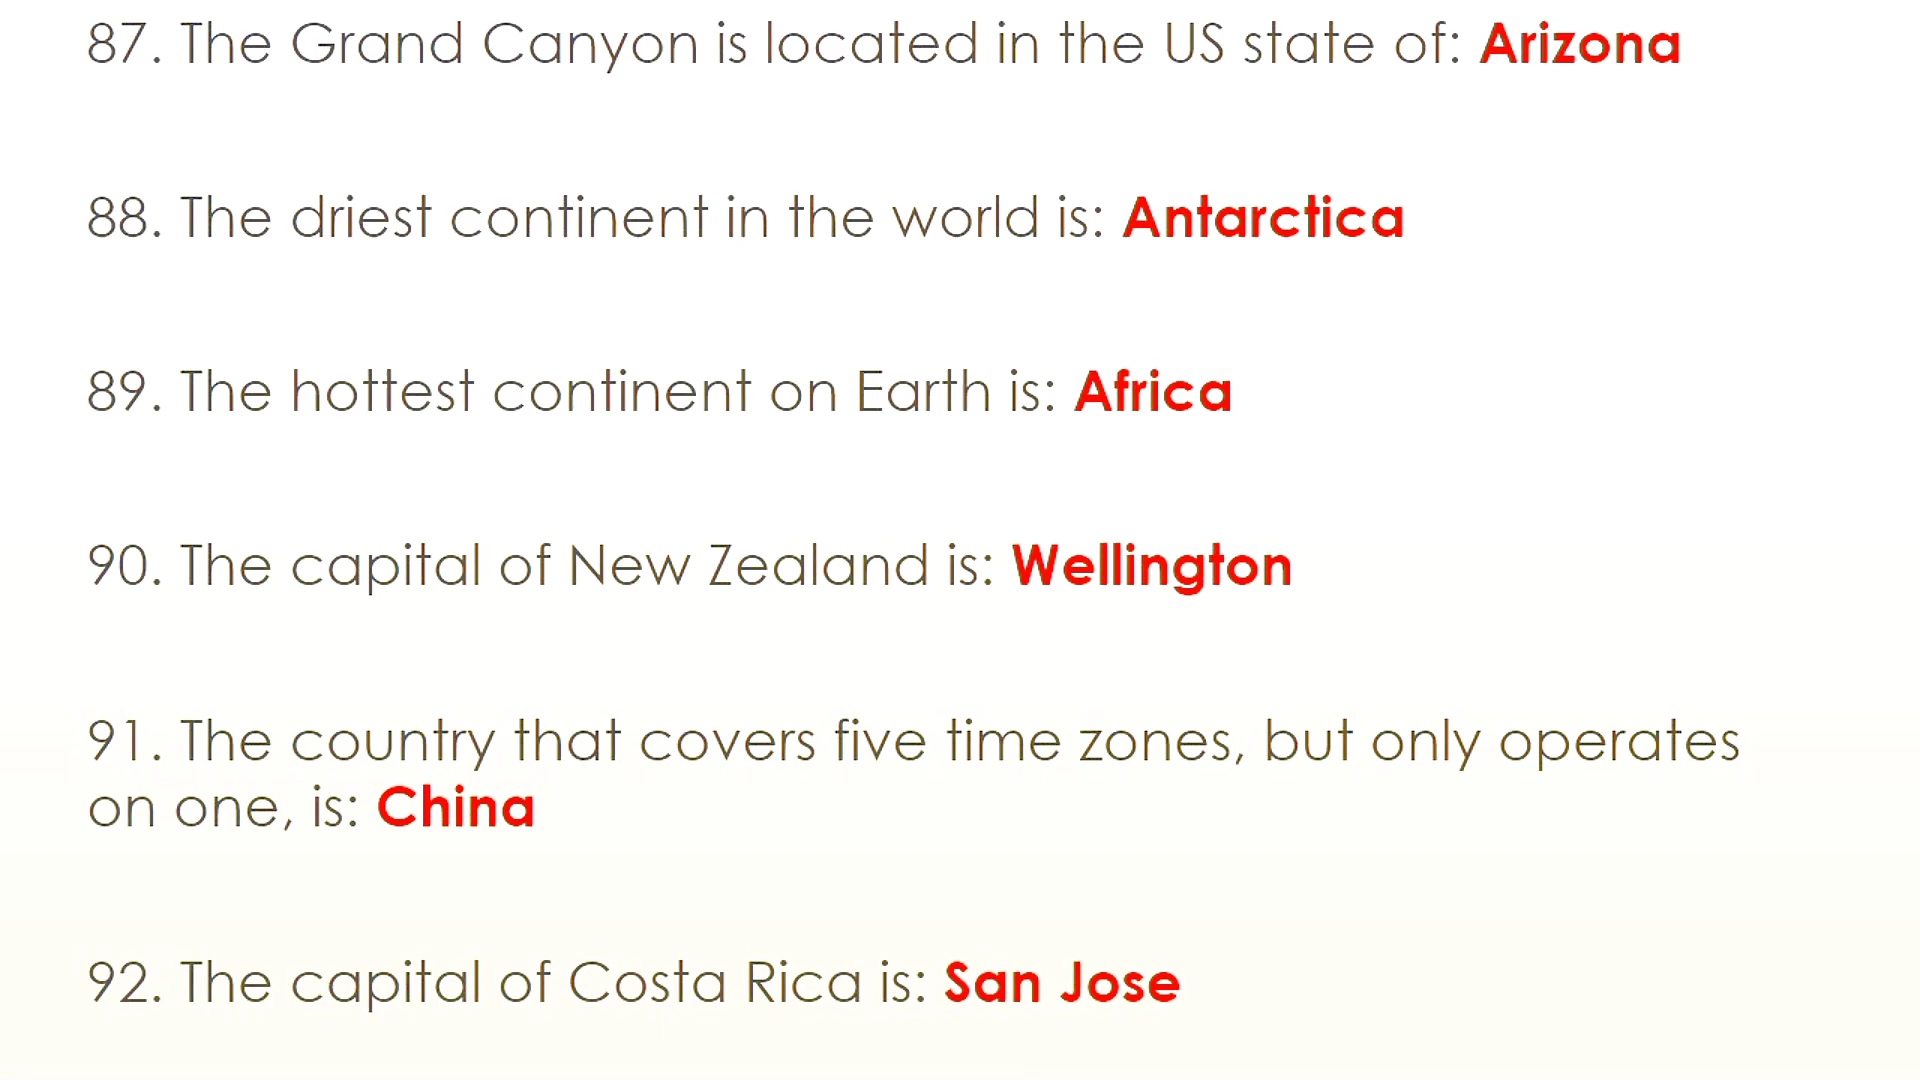 87. The Grand Canyon is located in the US state of: Arizona
88. The driest continent in the world is: Antarctica
89. The hottest continent on Earth is: Africa
90. The capital of New Zealand is: Wellington
91. The country that covers five time zones, but only operates
on one, is: China
92. The capital of Costa Rica is: San Jose